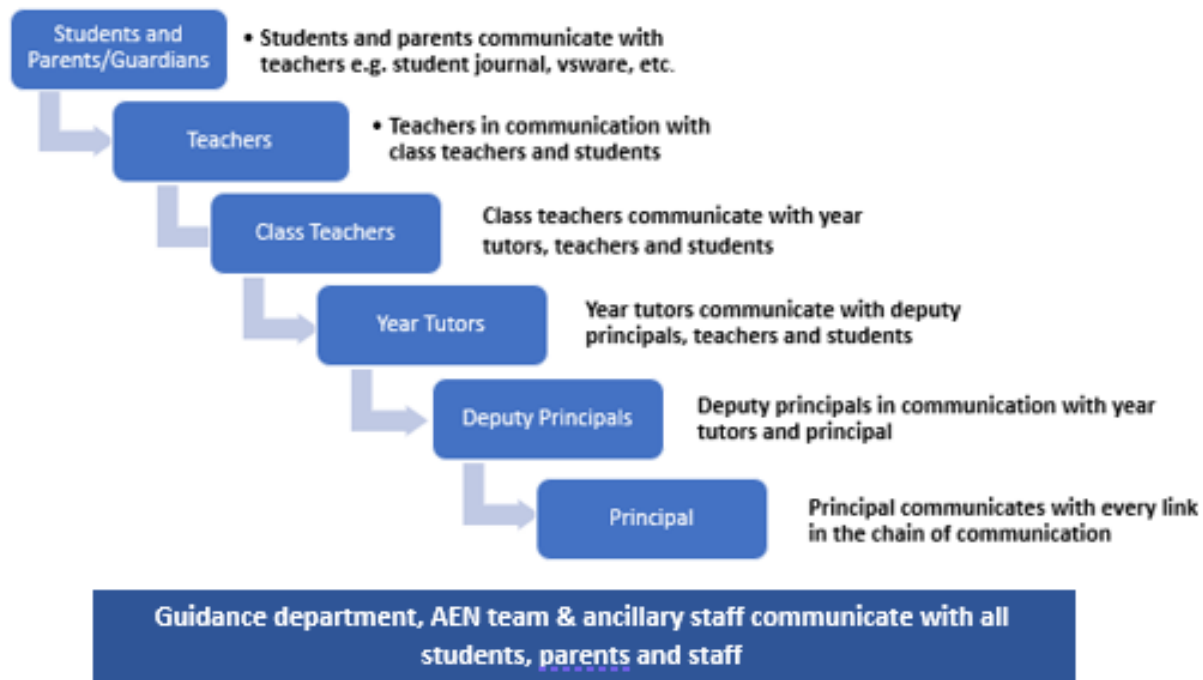 Students and
Parents/Guardians
• Students and parents communicate with
teachers e.g. student journal, vsware, etc.
Teachers
• Teachers in communication with
class teachers and students
Class Teachers
Class teachers communicate with year
tutors, teachers and students
Year Tutors
Year tutors communicate with deputy
principals, teachers and students
Deputy Principals
Deputy principals in communication with year
tutors and principal
Principal
Principal communicates with every link
in the chain of communication
Guidance department, AEN team & ancillary staff communicate with all
students, parents and staff